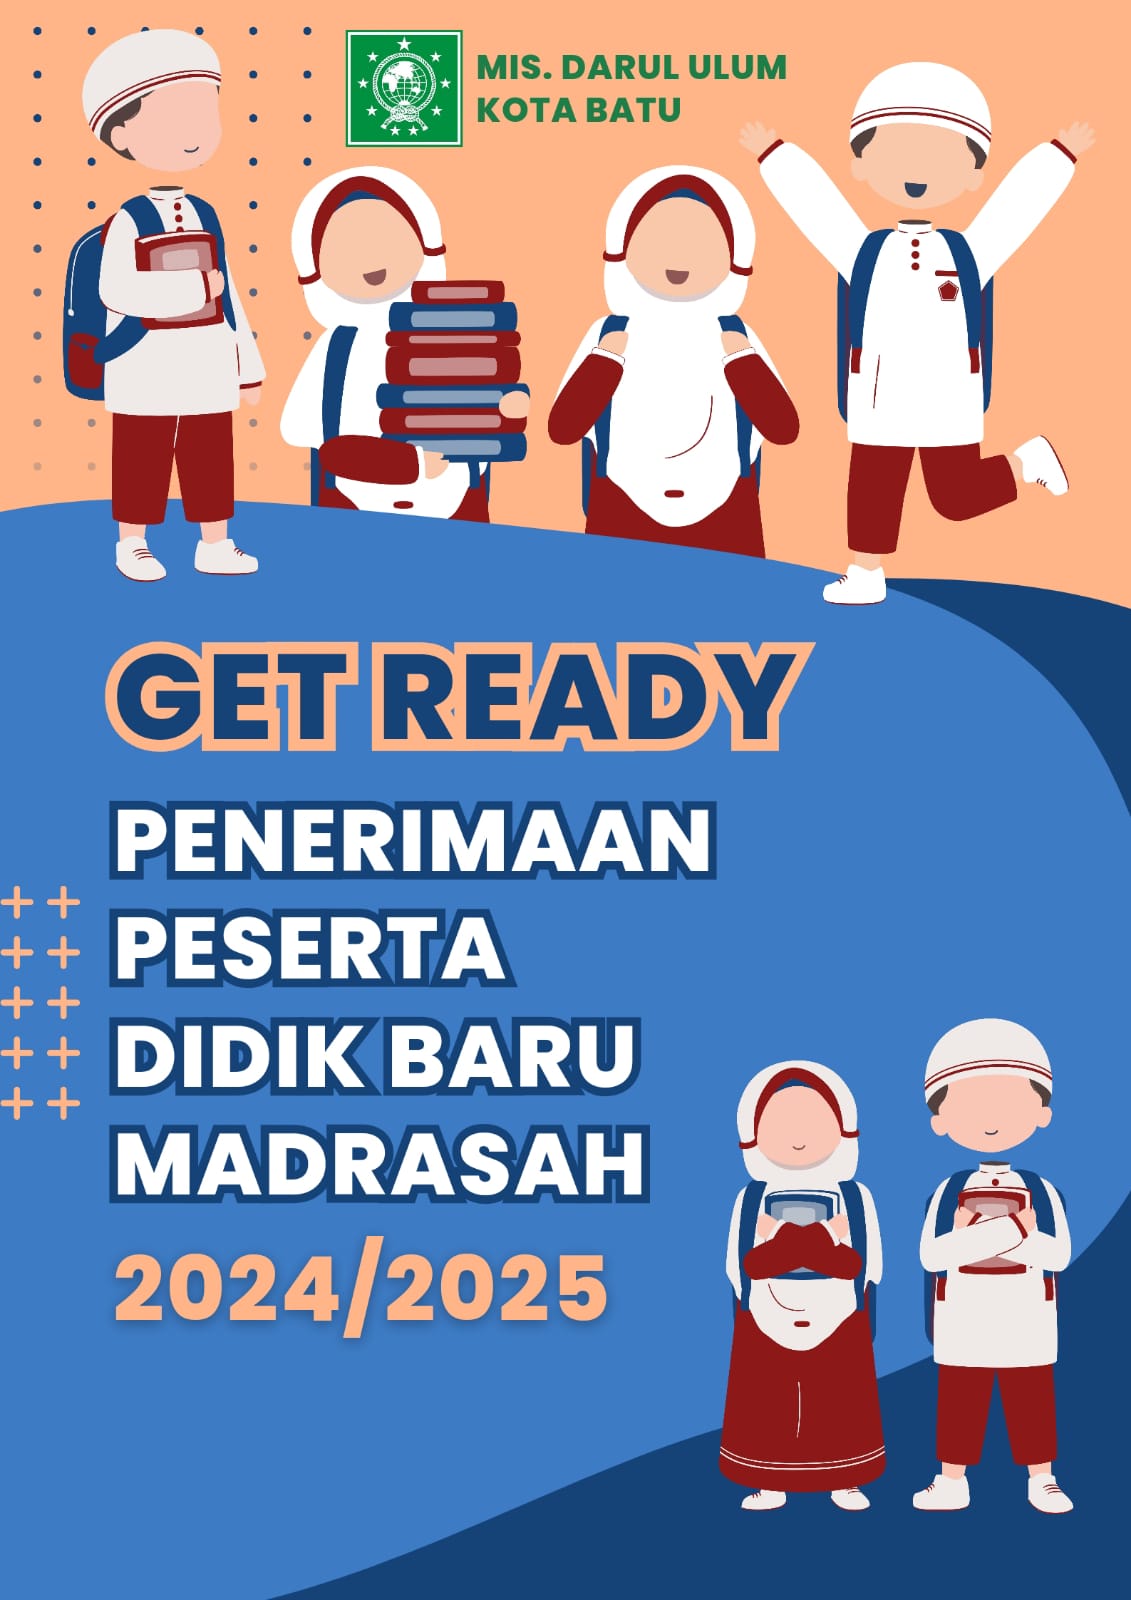 MIS. DARUL ULUM
KOTA BATU
GET READY
PENERIMAAN
PESERTA
DIDIK BARU
MADRASAH
2024/2025